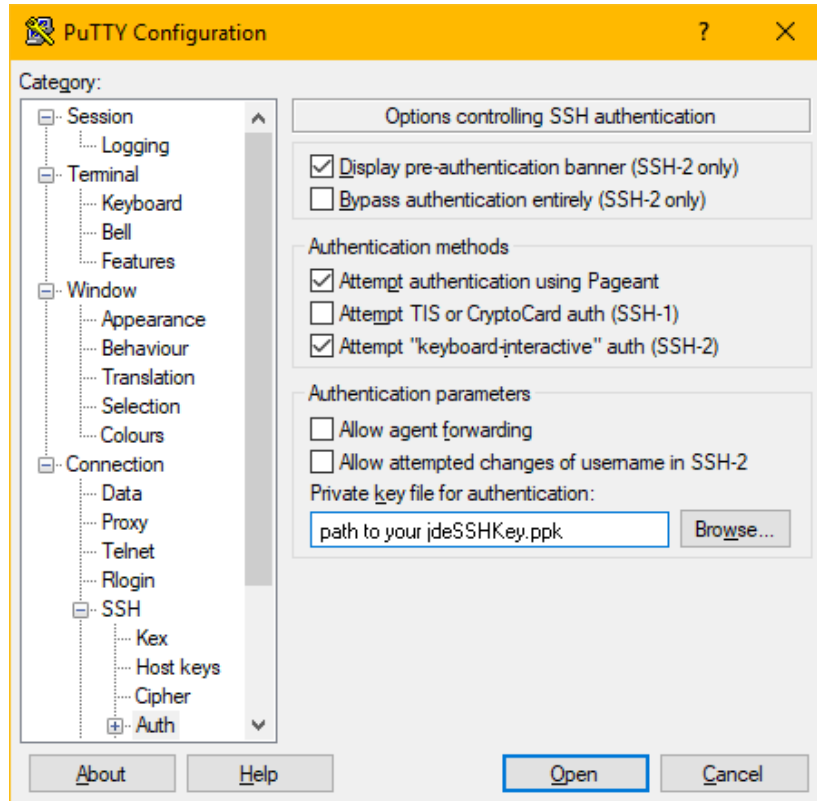 PuTTY Configuration
?
Category:
Session
Logging
Terminal
Keyboard
Bell
Features
Window
Appearance
Behaviour
Translation
Selection
Colours
Connection
Data
Proxy
Telnet
Rlogin
SSH
Kex
Host keys
Cipher
Auth
Options controlling SSH authentication
Display pre-authentication banner (SSH-2 only)
Bypass authentication entirely (SSH-2 only)
Authentication methods
Attempt authentication using Pageant
Attempt TIS or CryptoCard auth (SSH-1)
Attempt "keyboard-interactive" auth (SSH-2)
Authentication parameters
Allow agent forwarding
Allow attempted changes of username in SSH-2
Private key file for authentication:
path to your jdeSSHKey.ppk
Browse...
About
Help
Open
Cancel